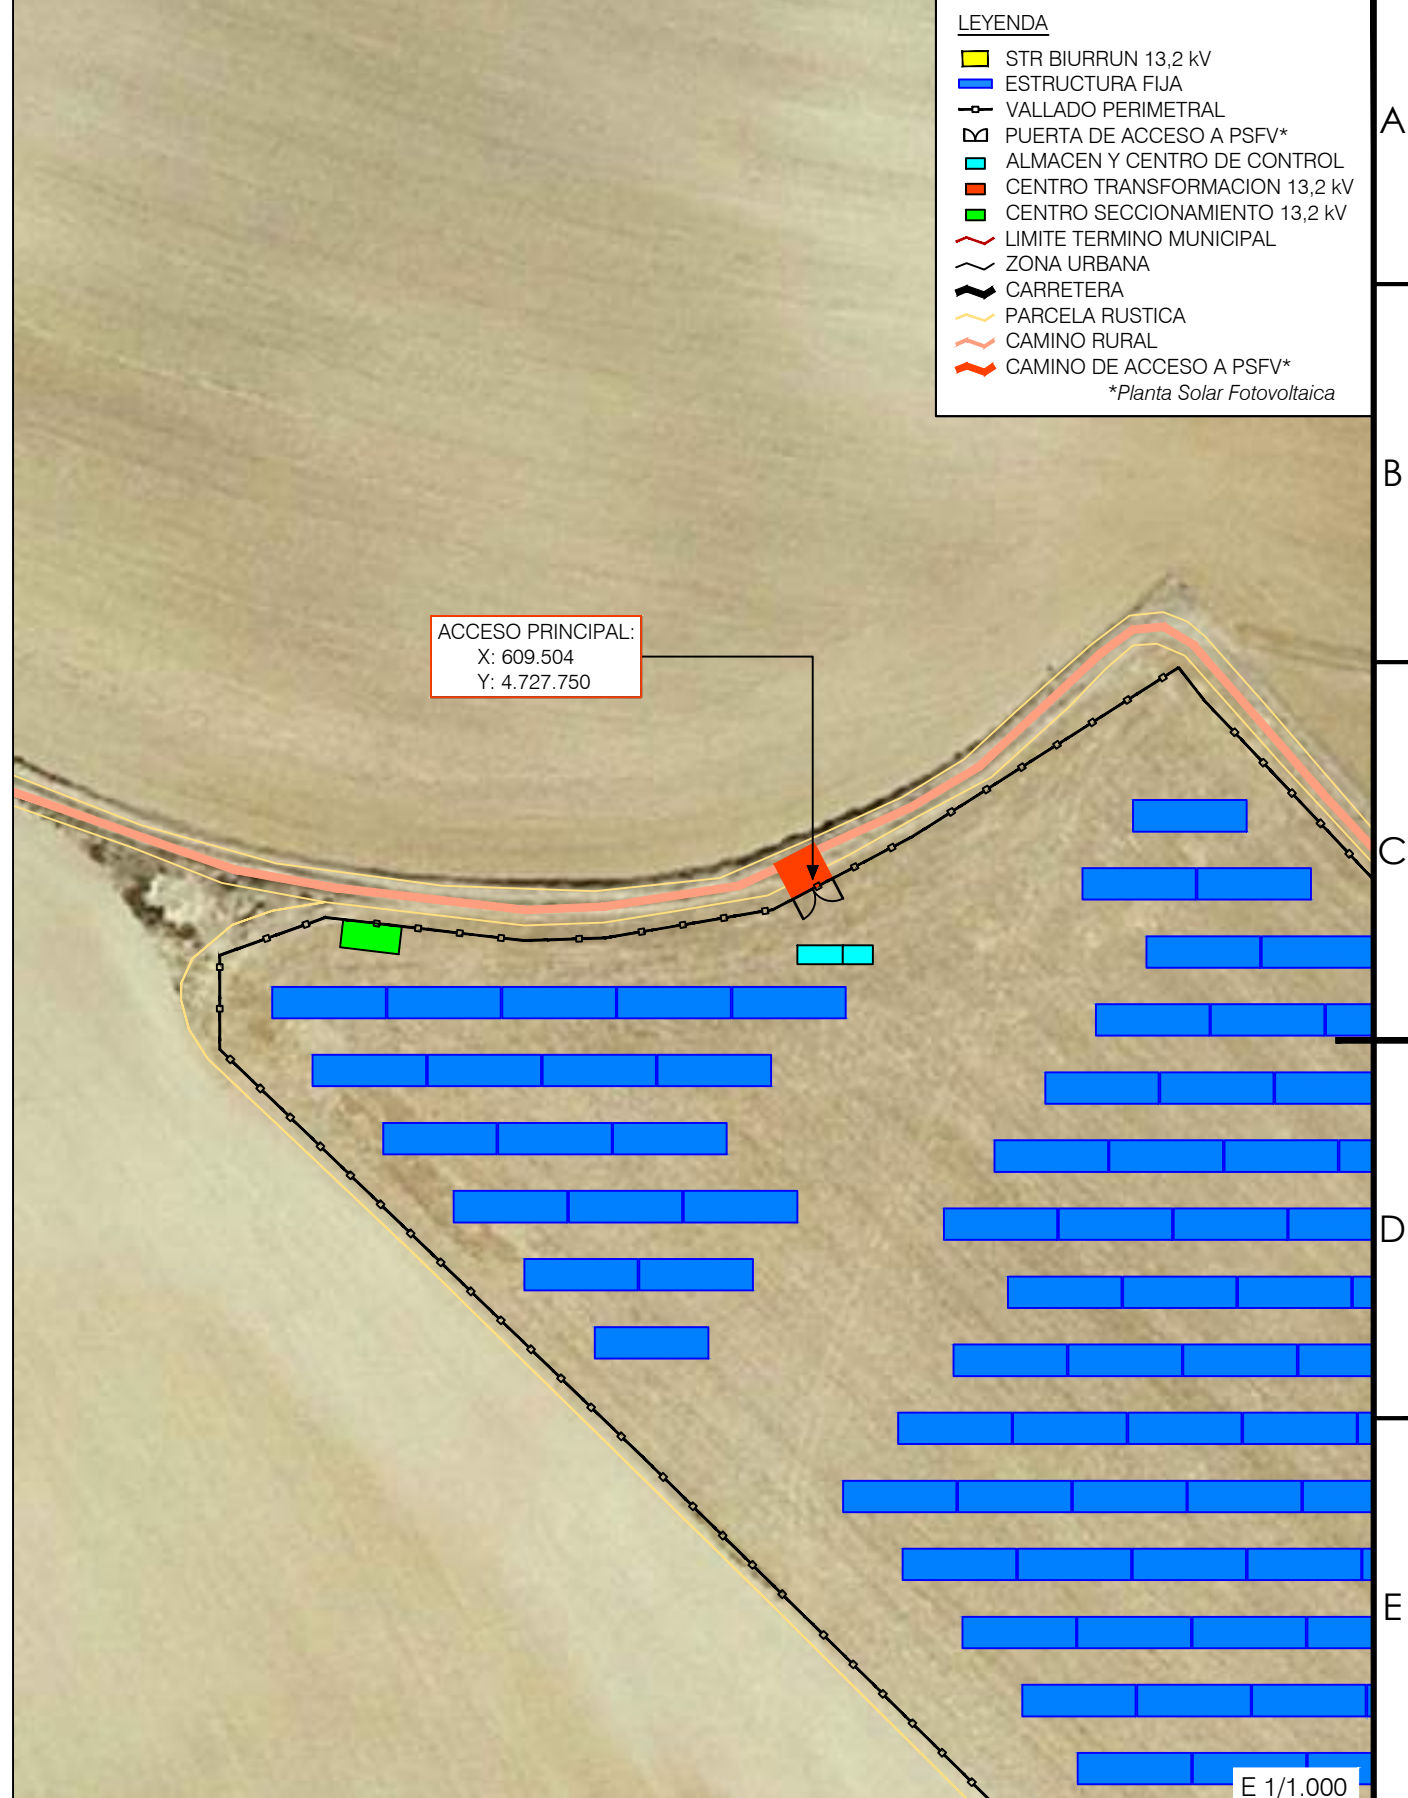 LEYENDA
STR BIURRUN 13,2 kV
ESTRUCTURA FIJA
VALLADO PERIMETRAL
PUERTA DE ACCESO A PSFV*
ALMACEN Y CENTRO DE CONTROL
CENTRO TRANSFORMACION 13,2 kV
CENTRO SECCIONAMIENTO 13,2 kV
LIMITE TERMINO MUNICIPAL
ZONA URBANA
CARRETERA
PARCELA RUSTICA
CAMINO RURAL
CAMINO DE ACCESO A PSFV*
*Planta Solar Fotovoltaica
A
B
ACCESO PRINCIPAL:
X: 609.504
Y: 4.727.750
C
D
E
E 1/1.000